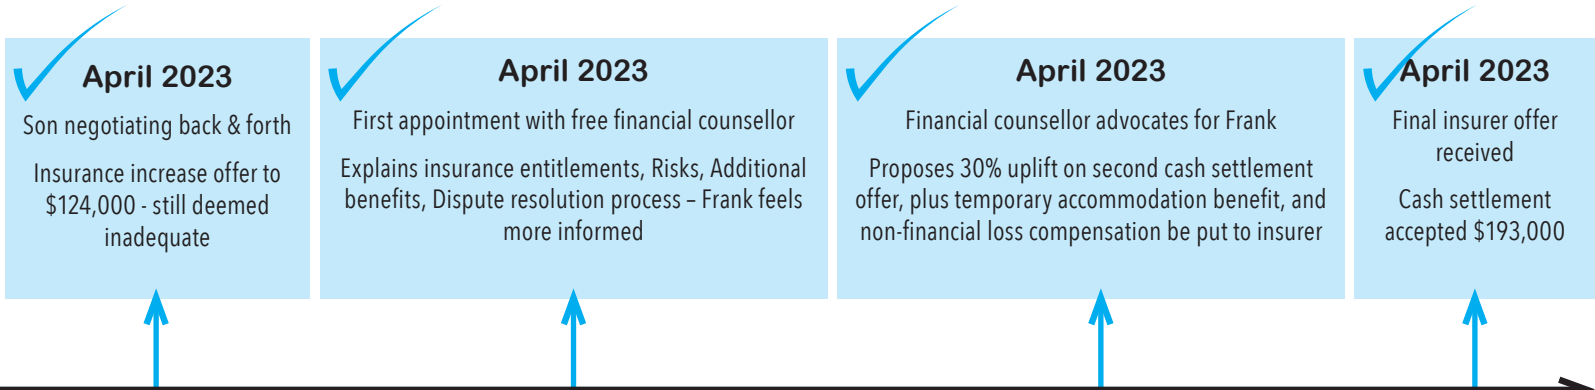 April 2023
Son negotiating back & forth
Insurance increase offer to
$124,000 - still deemed
inadequate
April 2023
First appointment with free financial counsellor
Explains insurance entitlements, Risks, Additional
benefits, Dispute resolution process – Frank feels
more informed
April 2023
Financial counsellor advocates for Frank
Proposes 30% uplift on second cash settlement
offer, plus temporary accommodation benefit, and
non-financial loss compensation be put to insurer
April 2023
Final insurer offer
received
Cash settlement
accepted $193,000